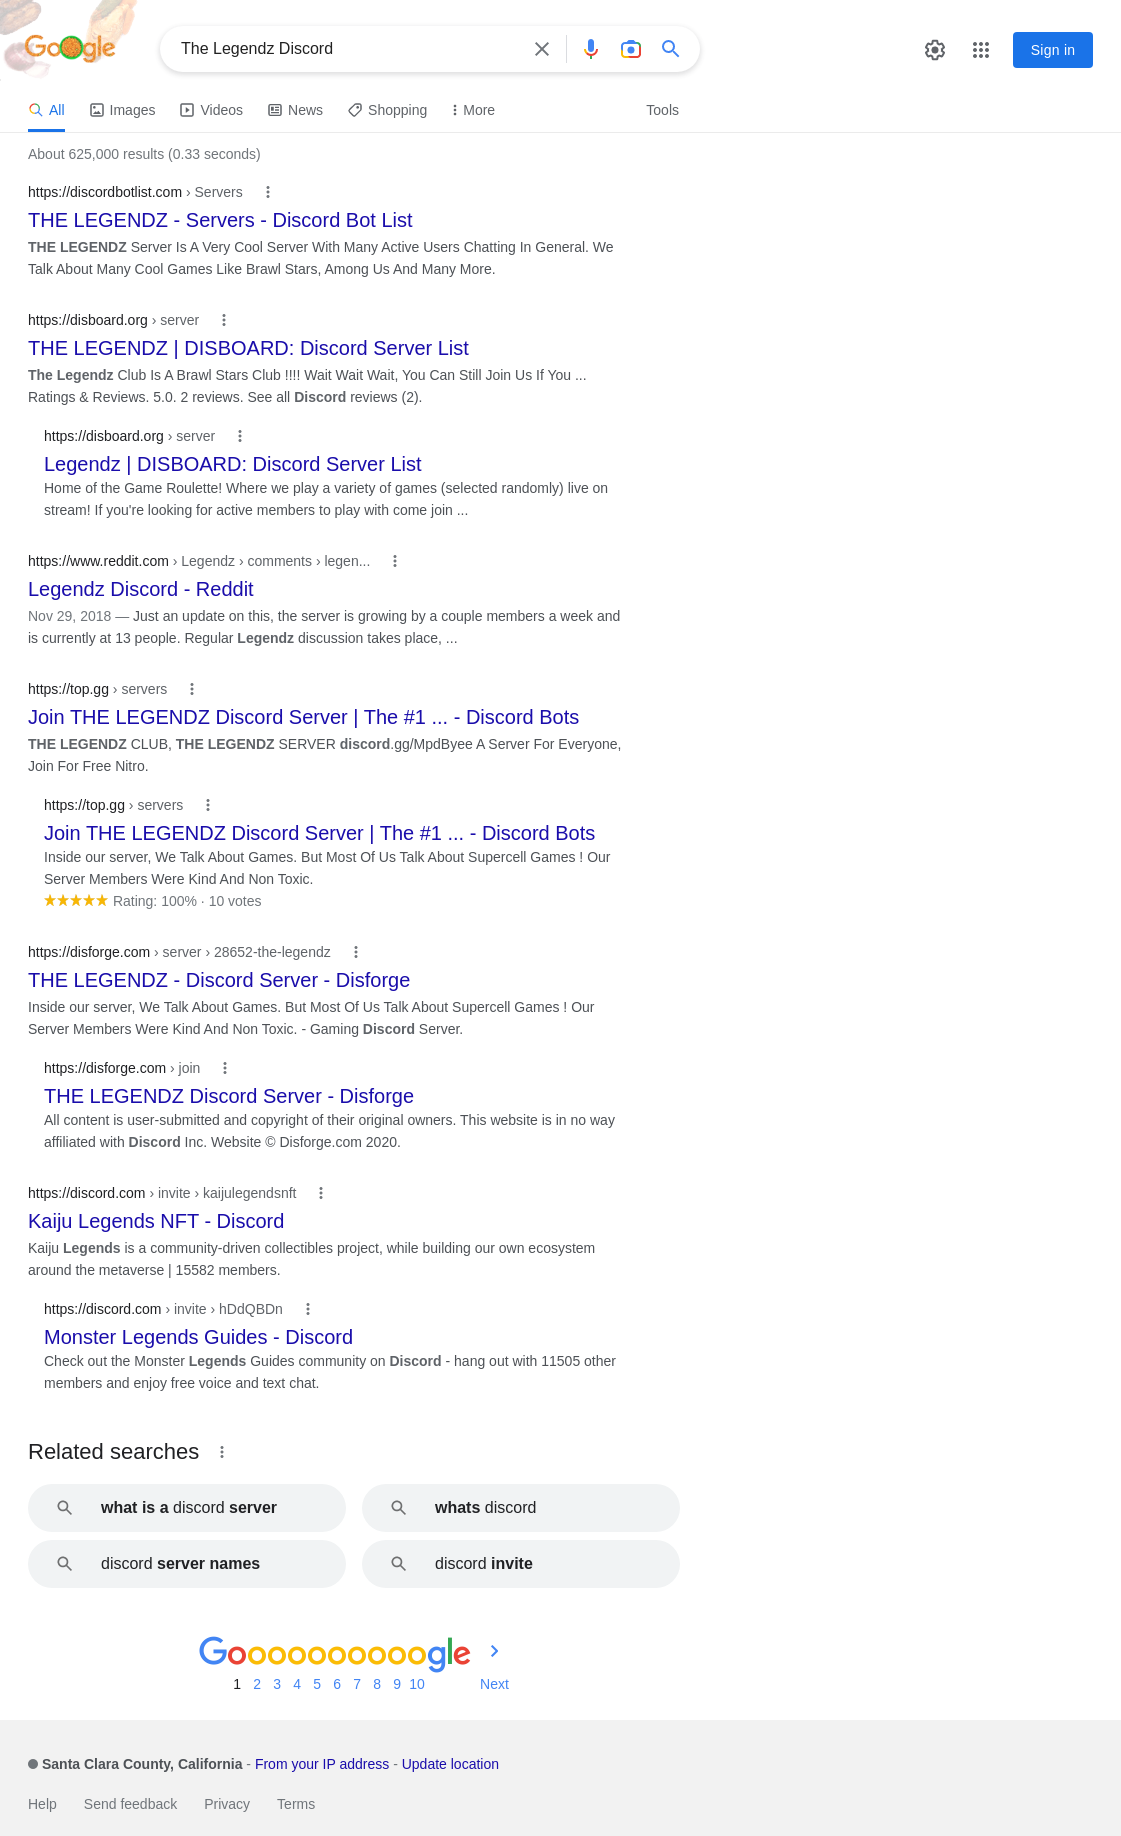 Google
The Legendz Discord
Sign in
All Images Videos News Shopping More Tools
About 625,000 results (0.33 seconds)
https://discordbotlist.com › Servers
THE LEGENDZ - Servers - Discord Bot List
THE LEGENDZ Server Is A Very Cool Server With Many Active Users Chatting In General. We
Talk About Many Cool Games Like Brawl Stars, Among Us And Many More.
https://disboard.org › server
THE LEGENDZ | DISBOARD: Discord Server List
The Legendz Club Is A Brawl Stars Club !!!! Wait Wait Wait, You Can Still Join Us If You ...
Ratings & Reviews. 5.0. 2 reviews. See all Discord reviews (2).
https://disboard.org › server
Legendz | DISBOARD: Discord Server List
Home of the Game Roulette! Where we play a variety of games (selected randomly) live on
stream! If you're looking for active members to play with come join ...
https://www.reddit.com › Legendz › comments › legen...
Legendz Discord - Reddit
Nov 29, 2018 — Just an update on this, the server is growing by a couple members a week and
is currently at 13 people. Regular Legendz discussion takes place, ...
https://top.gg › servers
Join THE LEGENDZ Discord Server | The #1 ... - Discord Bots
THE LEGENDZ CLUB, THE LEGENDZ SERVER discord.gg/MpdByee A Server For Everyone,
Join For Free Nitro.
https://top.gg › servers
Join THE LEGENDZ Discord Server | The #1 ... - Discord Bots
Inside our server, We Talk About Games. But Most Of Us Talk About Supercell Games ! Our
Server Members Were Kind And Non Toxic.
Rating: 100% · 10 votes
https://disforge.com › server › 28652-the-legendz
THE LEGENDZ - Discord Server - Disforge
Inside our server, We Talk About Games. But Most Of Us Talk About Supercell Games ! Our
Server Members Were Kind And Non Toxic. - Gaming Discord Server.
https://disforge.com › join
THE LEGENDZ Discord Server - Disforge
All content is user-submitted and copyright of their original owners. This website is in no way
affiliated with Discord Inc. Website © Disforge.com 2020.
https://discord.com › invite › kaijulegendsnft
Kaiju Legends NFT - Discord
Kaiju Legends is a community-driven collectibles project, while building our own ecosystem
around the metaverse | 15582 members.
https://discord.com › invite › hDdQBDn
Monster Legends Guides - Discord
Check out the Monster Legends Guides community on Discord - hang out with 11505 other
members and enjoy free voice and text chat.
Related searches
what is a discord server
whats discord
discord server names
discord invite
Goooooooooogle
1 2 3 4 5 6 7 8 9 10 Next
Santa Clara County, California - From your IP address - Update location
Help Send feedback Privacy Terms